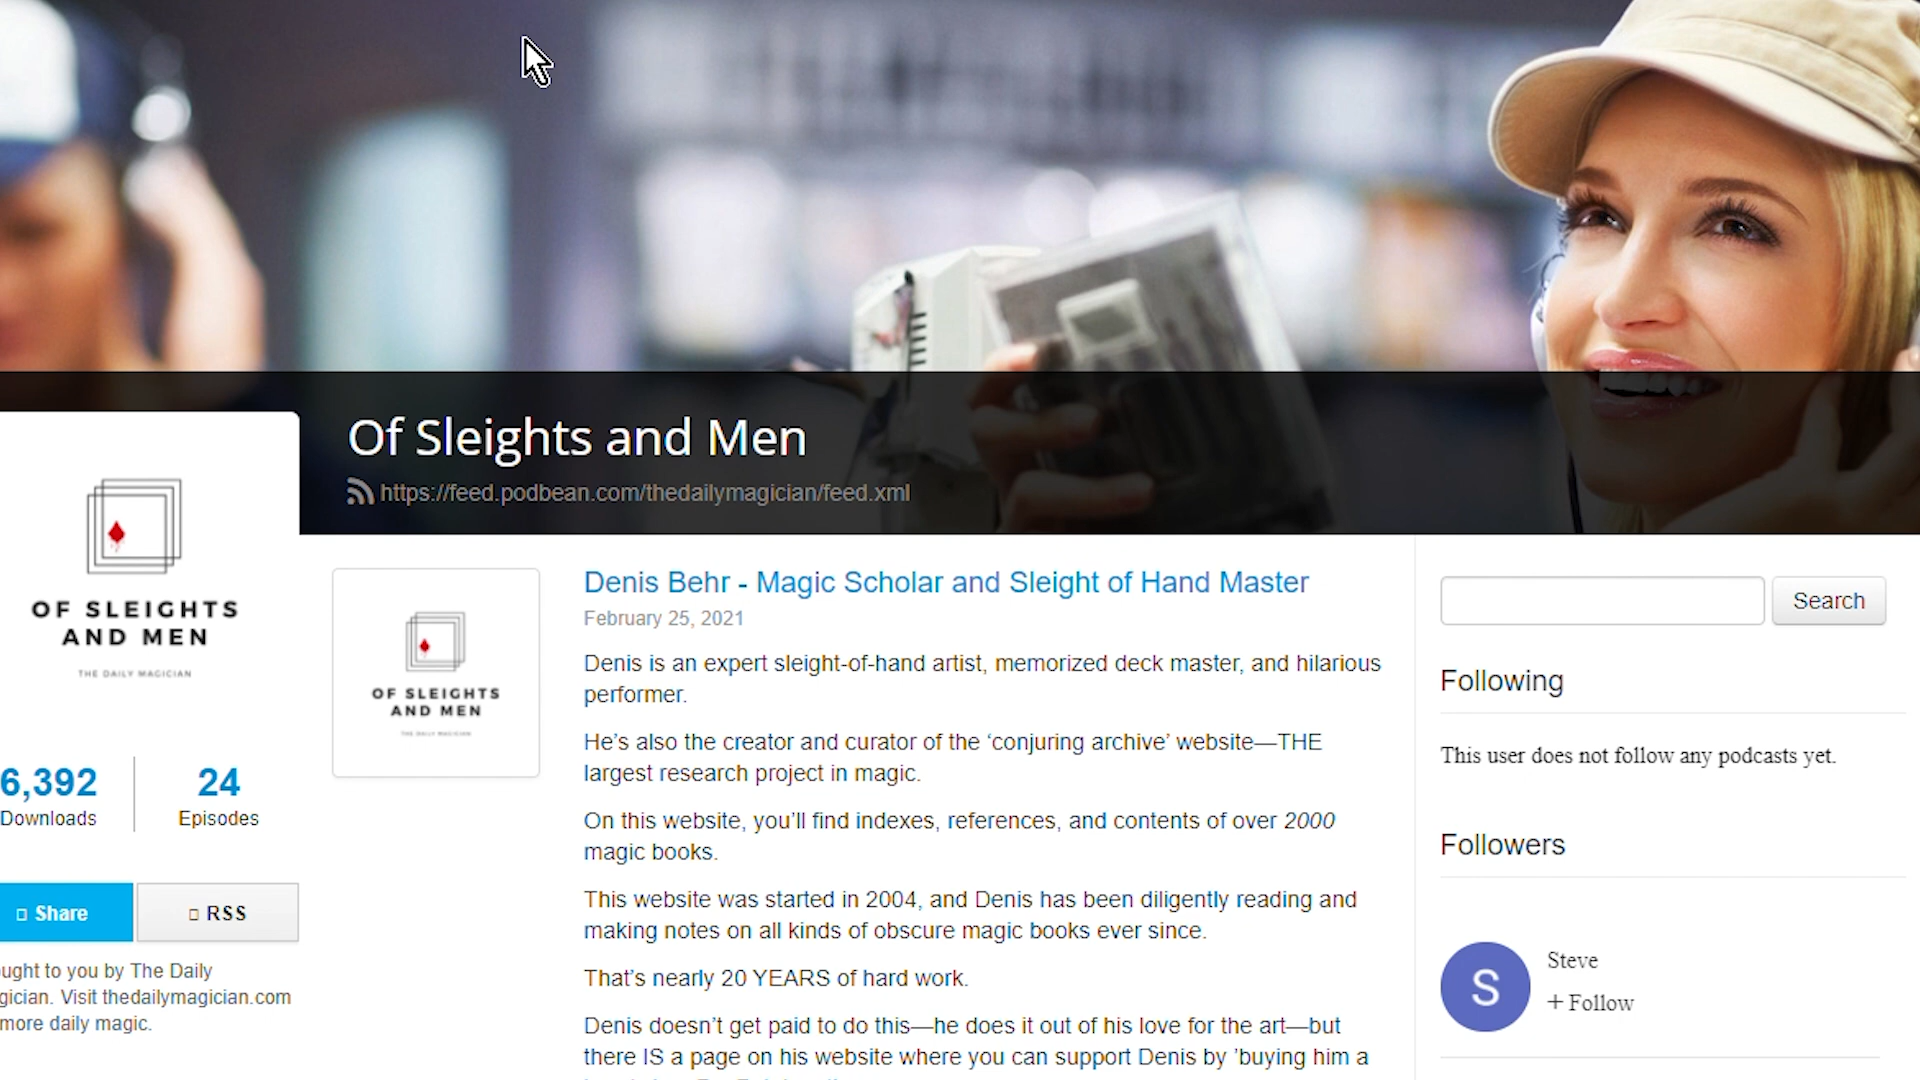 Of Sleights and Men
https://feed.podbean.com/thedailymagician/feed.xml
OF SLEIGHTS
AND MEN
THE DAILY MAGICIAN
6,392
Downloads
24
Episodes
Share
RSS
ught to you by The Daily
gician. Visit thedailymagician.com
more daily magic.
OF SLEIGHTS
AND MEN
THE DAILY MAGICIAN
Denis Behr - Magic Scholar and Sleight of Hand Master
February 25, 2021
Denis is an expert sleight-of-hand artist, memorized deck master, and hilarious
performer.
He’s also the creator and curator of the ‘conjuring archive’ website—THE
largest research project in magic.
On this website, you’ll find indexes, references, and contents of over 2000
magic books.
This website was started in 2004, and Denis has been diligently reading and
making notes on all kinds of obscure magic books ever since.
That’s nearly 20 YEARS of hard work.
Denis doesn’t get paid to do this—he does it out of his love for the art—but
there IS a page on his website where you can support Denis by ’buying him a
Search
Following
This user does not follow any podcasts yet.
Followers
S
Steve
+ Follow